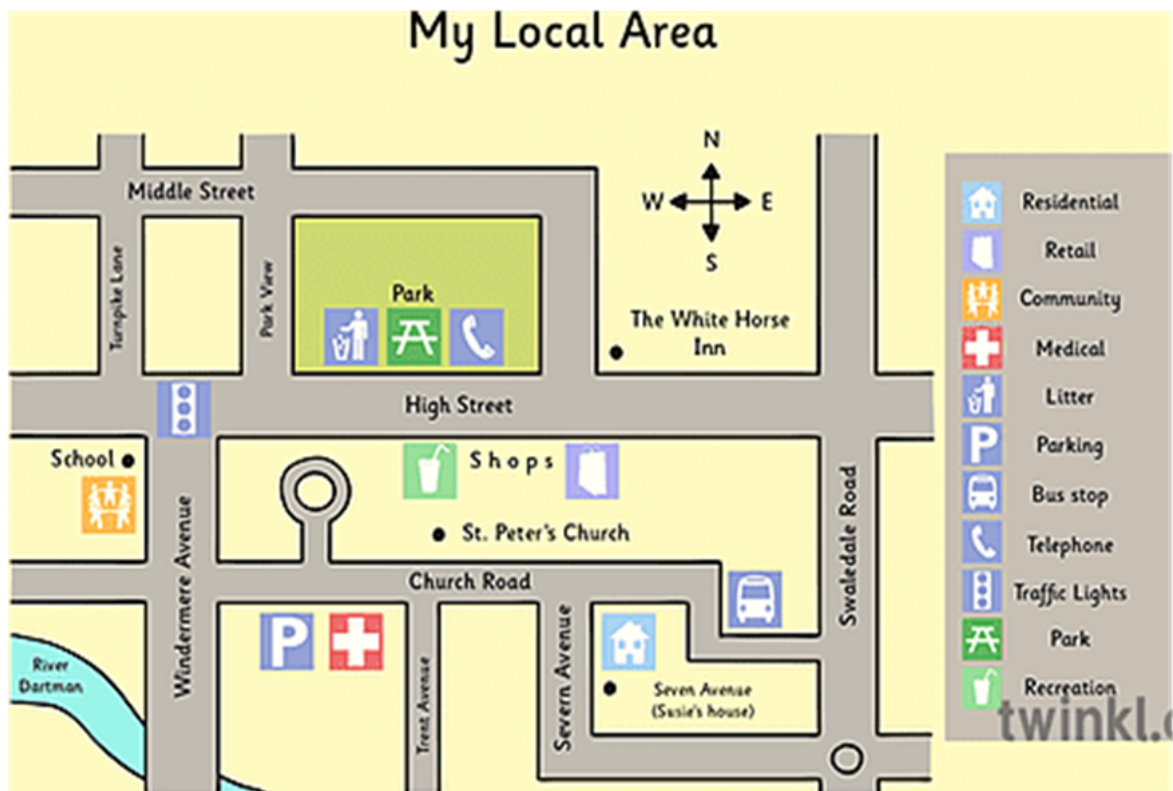 My Local Area
N
W
E
S
Middle Street
Turnpike Lane
Park View
Park
The White Horse
Inn
High Street
School
Shops
St. Peter's Church
Windermere Avenue
Church Road
Swaledale Road
P
River
Dartman
Trent Avenue
Severn Avenue
Seven Avenue
(Susie's house)
Residential
Retail
Community
Medical
Litter
P
Parking
Bus stop
Telephone
Traffic Lights
Park
Recreation
twinkl.c